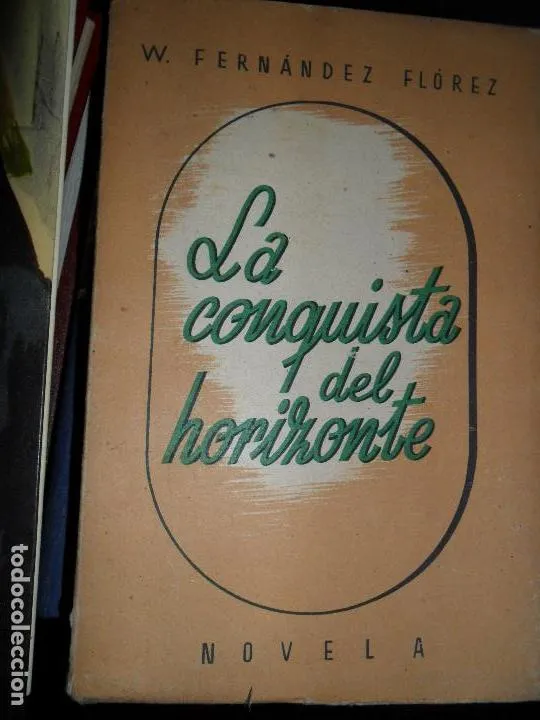 W. FERNÁNDEZ FLÓREZ
La
conquista
del
horizonte
NOVELA
todocoleccion